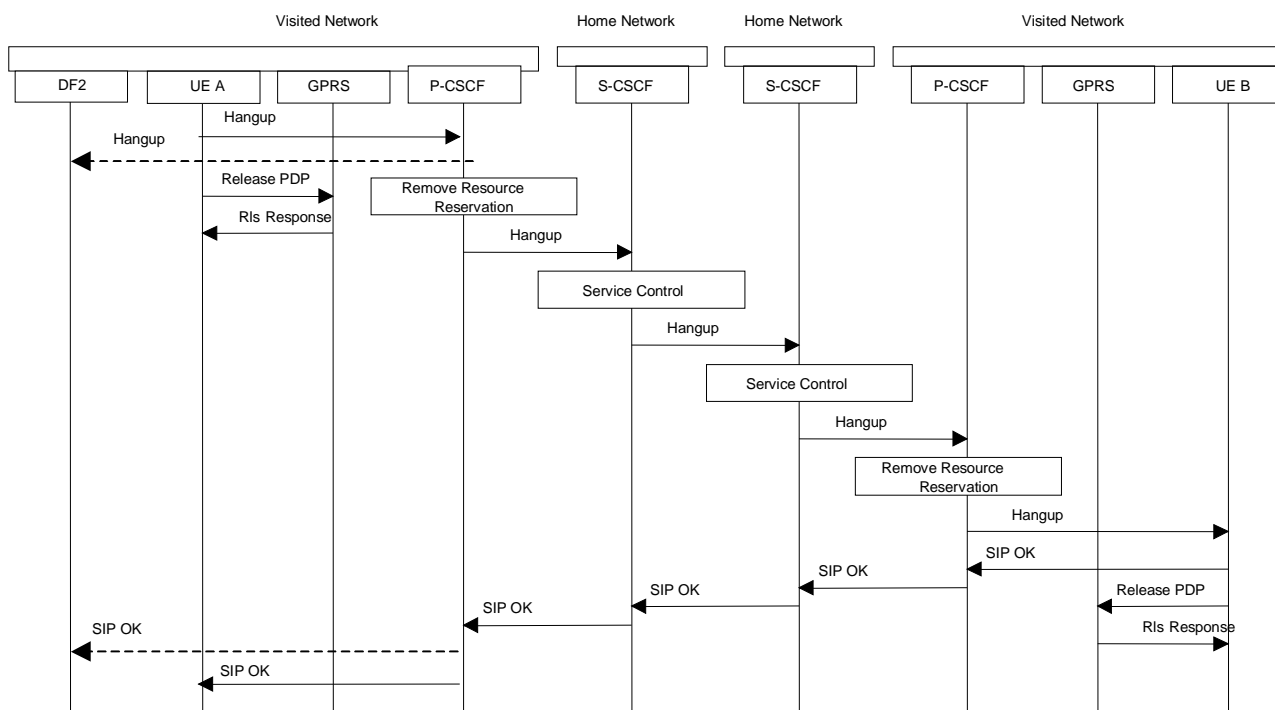 Visited Network
Home Network
Home Network
Visited Network
DF2
UE A
GPRS
P-CSCF
S-CSCF
S-CSCF
P-CSCF
GPRS
UE B
Hangup
Hangup
Release PDP
Remove Resource
Reservation
Rls Response
Hangup
Service Control
Hangup
Service Control
Hangup
Remove Resource
Reservation
Hangup
SIP OK
SIP OK
SIP OK
Release PDP
SIP OK
Rls Response
SIP OK
SIP OK